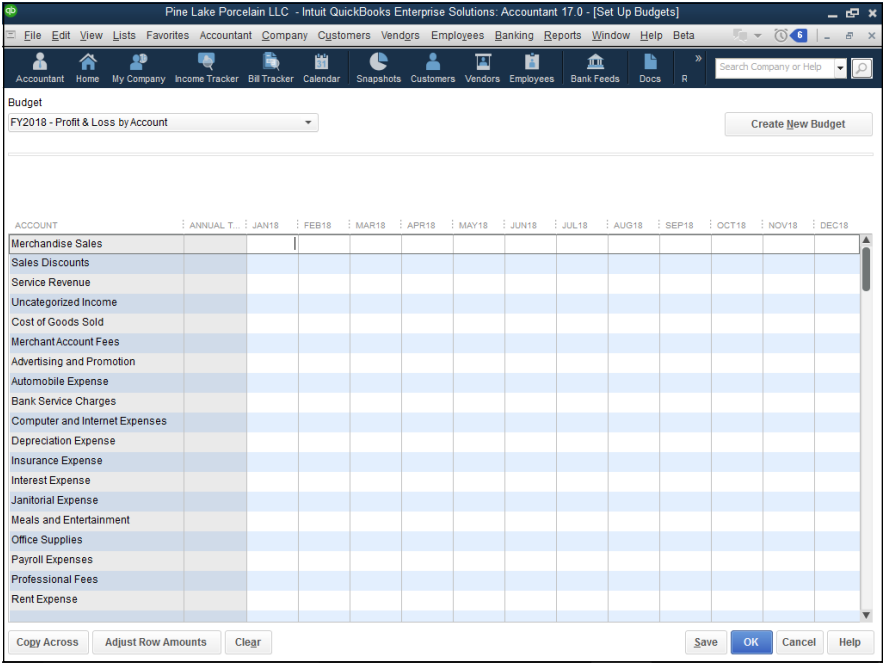 qb Pine Lake Porcelain LLC - Intuit QuickBooks Enterprise Solutions: Accountant 17.0 - [Set Up Budgets]
File Edit View Lists Favorites Accountant Company Customers Vendors Employees Banking Reports Window Help Beta 6
31
Accountant Home My Company Income Tracker Bill Tracker Calendar Snapshots Customers Vendors Employees Bank Feeds Docs R » Search Company or Help
Budget
FY2018 - Profit & Loss by Account
Create New Budget
ACCOUNT ANNUAL T... JAN18 FEB18 MAR18 APR18 MAY18 JUN18 JUL18 AUG18 SEP18 OCT18 NOV18 DEC18
Merchandise Sales
Sales Discounts
Service Revenue
Uncategorized Income
Cost of Goods Sold
Merchant Account Fees
Advertising and Promotion
Automobile Expense
Bank Service Charges
Computer and Internet Expenses
Depreciation Expense
Insurance Expense
Interest Expense
Janitorial Expense
Meals and Entertainment
Office Supplies
Payroll Expenses
Professional Fees
Rent Expense
Copy Across Adjust Row Amounts Clear Save OK Cancel Help